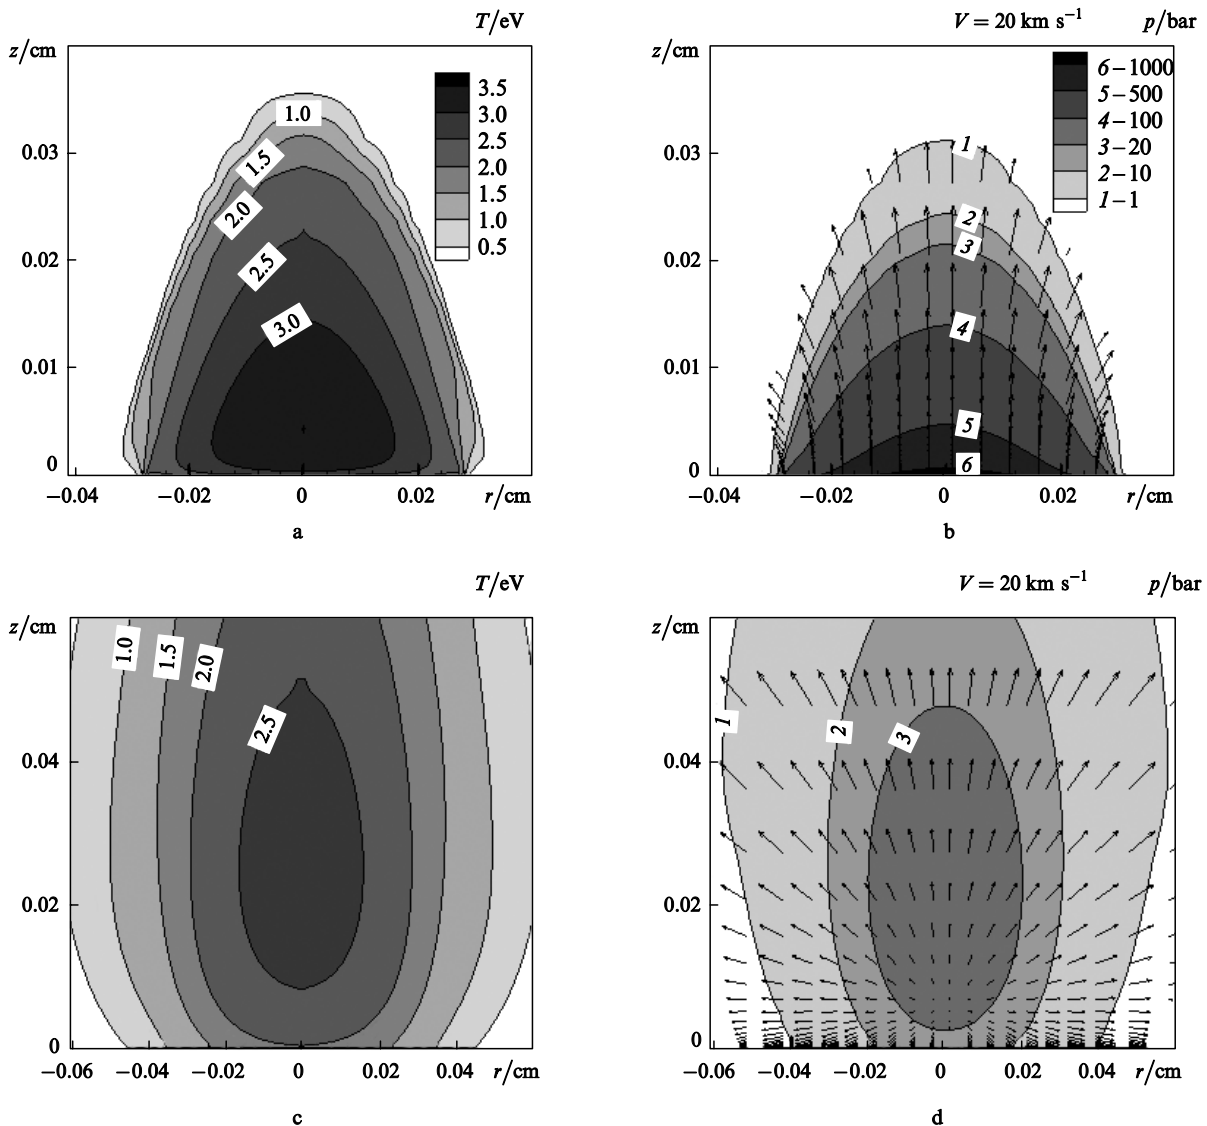 T/eV
z/cm
1.0
1.5
2.0
2.5
3.0
3.5
3.0
2.5
2.0
1.5
1.0
0.5
0.03
0.02
0.01
0
−0.04 −0.02 0 0.02 r/cm
a
V = 20 km s⁻¹ p/bar
z/cm
6−1000
5−500
4−100
3−20
2−10
1−1
1
2
3
4
5
6
0.03
0.02
0.01
0
−0.04 −0.02 0 0.02 r/cm
b
T/eV
z/cm
1.0 1.5 2.0
2.5
0.04
0.02
0
−0.06 −0.04 −0.02 0 0.02 0.04 r/cm
c
V = 20 km s⁻¹ p/bar
z/cm
1 2 3
0.04
0.02
0
−0.06 −0.04 −0.02 0 0.02 0.04 r/cm
d